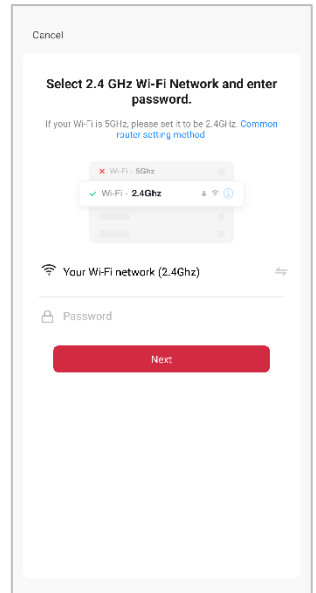 Cancel
Select 2.4 GHz Wi-Fi Network and enter
password.
If your Wi-Fi is 5GHz, please set it to be 2.4GHz. Common
router setting method
Wi-Fi - 5Ghz
Wi-Fi - 2.4Ghz
Your Wi-Fi network (2.4Ghz)
Password
Next